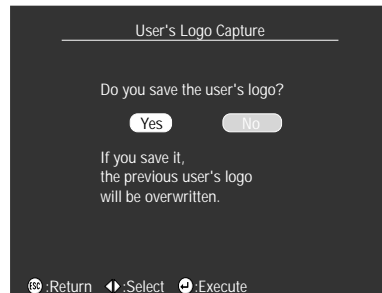 User's Logo Capture
Do you save the user's logo?
Yes No
If you save it,
the previous user's logo
will be overwritten.
ESC :Return :Select :Execute